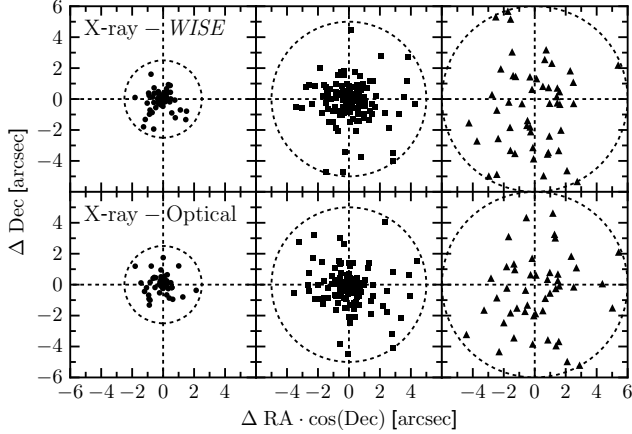 X-ray − WISE
6
4
2
0
−2
−4
X-ray − Optical
4
2
0
−2
−4
−6
−6 −4 −2 0 2 4
−4 −2 0 2 4
−4 −2 0 2 4 6
Δ Dec [arcsec]
Δ RA · cos(Dec) [arcsec]